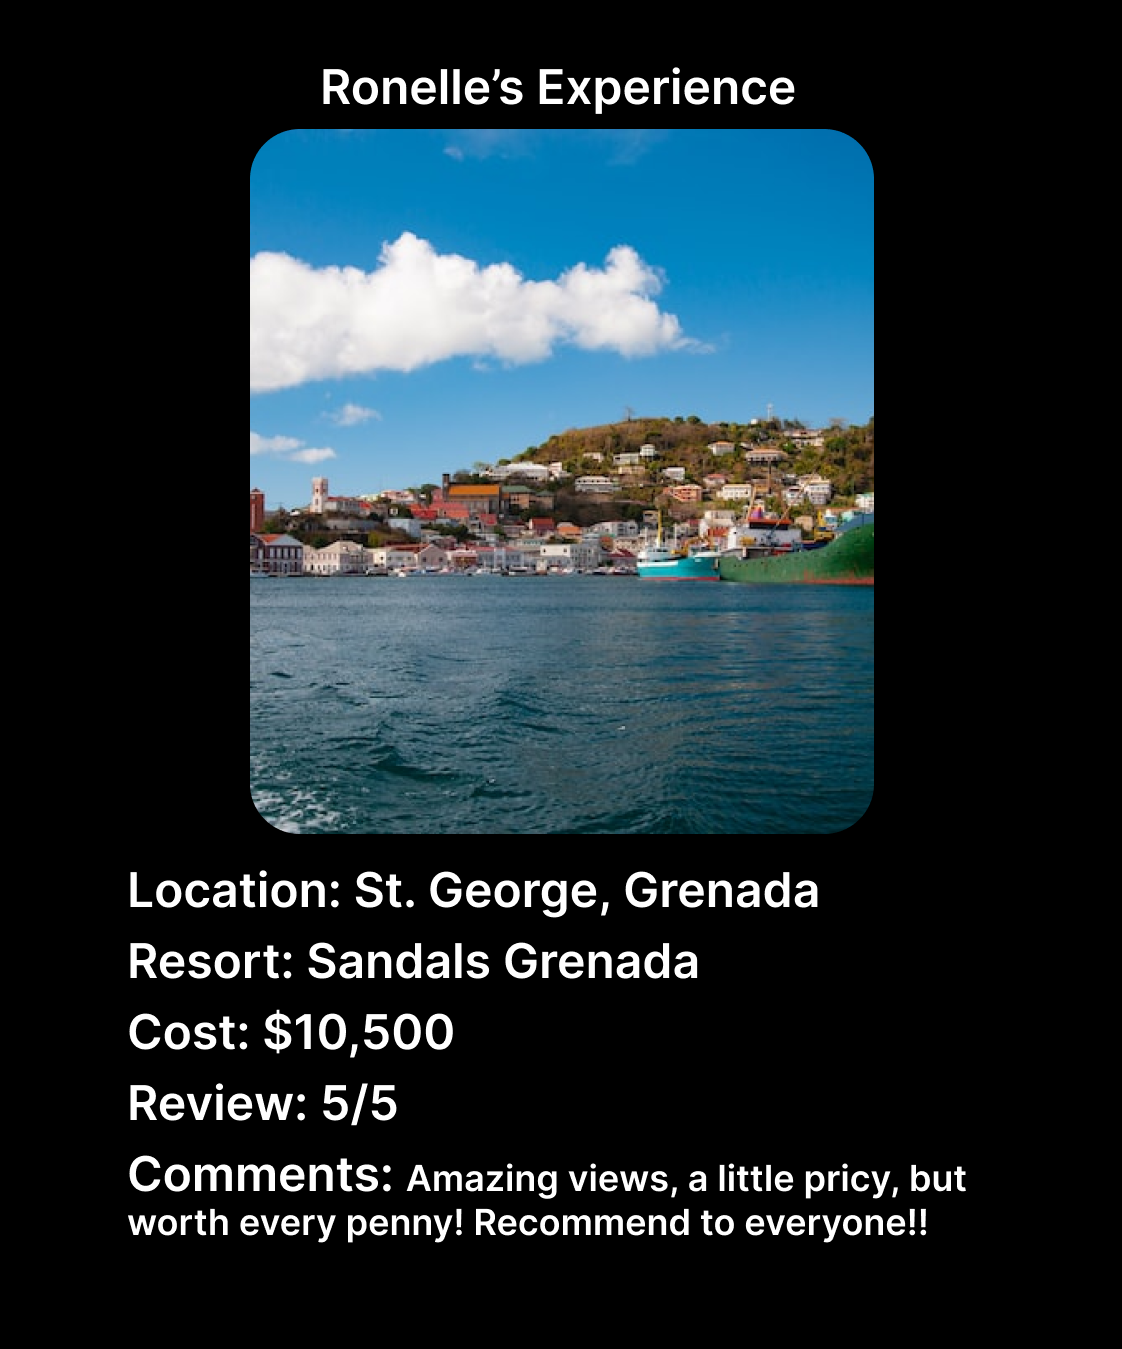 Ronelle’s Experience
Location: St. George, Grenada
Resort: Sandals Grenada
Cost: $10,500
Review: 5/5
Comments: Amazing views, a little pricy, but
worth every penny! Recommend to everyone!!